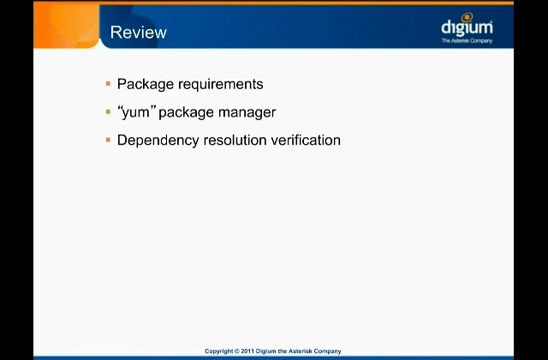 Review
digium®
The Asterisk Company
Package requirements
“yum” package manager
Dependency resolution verification
Copyright © 2011 Digium the Asterisk Company